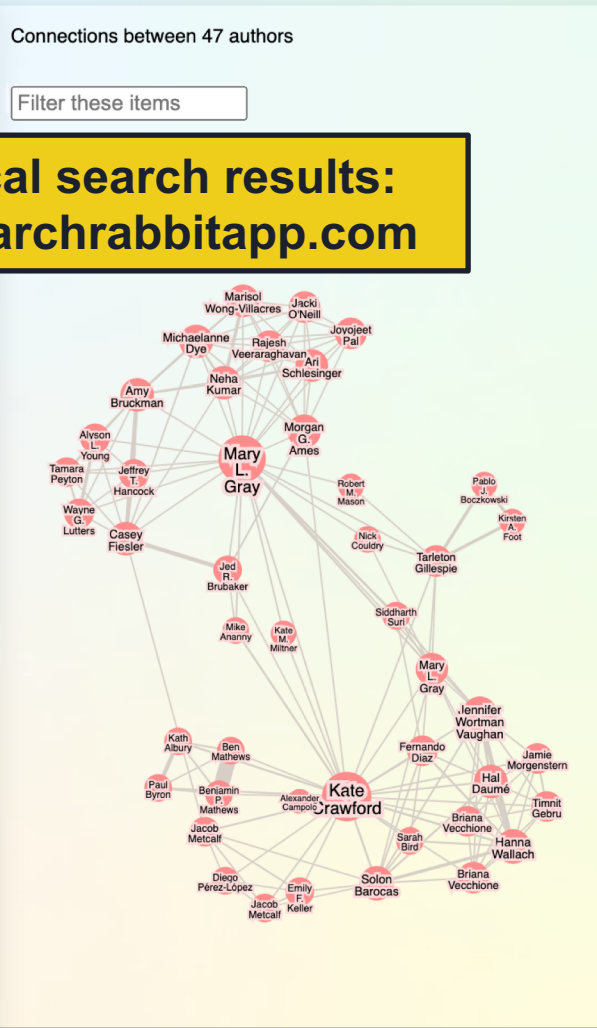 Connections between 47 authors
Filter these items
cal search results:
archrabbitapp.com
Marisol
Wong-Villacres
Jacki
O'Neill
Michaelanne
Dye
Rajesh
Veeraraghavan
Joyojeet
Pal
Ari
Schlesinger
Neha
Kumar
Amy
Bruckman
Morgan
G.
Ames
Alyson
L.
Young
Mary
L.
Gray
Tamara
Peyton
Jeffrey
T.
Hancock
Robert
M.
Mason
Pablo
J.
Boczkowski
Wayne
G.
Lutters
Kirsten
A.
Foot
Casey
Fiesler
Nick
Couldry
Tarleton
Gillespie
Jed
R.
Brubaker
Siddharth
Suri
Mike
Ananny
Kate
M.
Miltner
Mary
L.
Gray
Jennifer
Wortman
Vaughan
Kath
Albury
Ben
Mathews
Fernando
Diaz
Jamie
Morgenstern
Paul
Byron
Benjamin
P.
Mathews
Alexander
Campolo
Kate
Crawford
Hal
Daumé
Timnit
Gebru
Jacob
Metcalf
Briana
Vecchione
Sarah
Bird
Hanna
Wallach
Diego
Pérez-López
Emily
F.
Keller
Solon
Barocas
Briana
Vecchione
Jacob
Metcalf